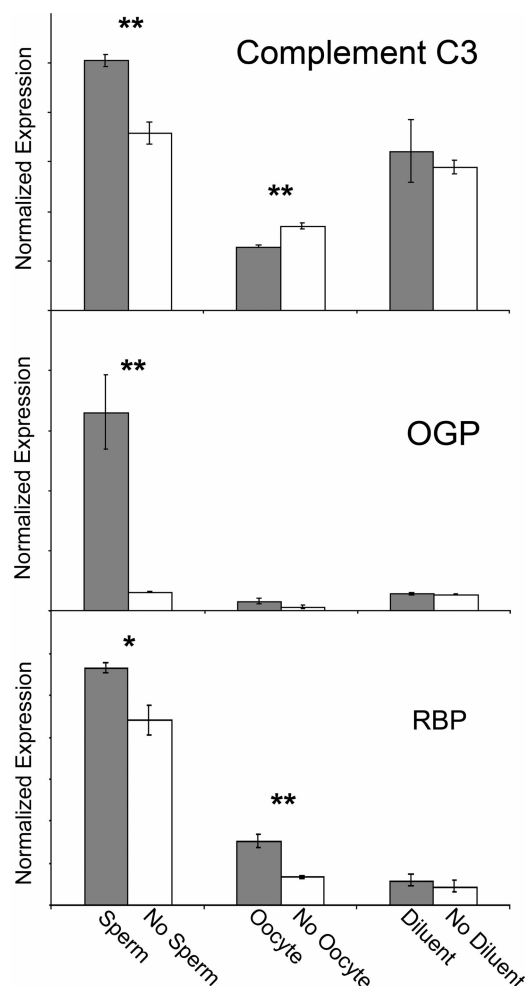 **
Complement C3
**
Normalized Expression
**
OGP
Normalized Expression
*
RBP
**
Normalized Expression
Sperm
No Sperm
Oocyte
No Oocyte
Diluent
No Diluent